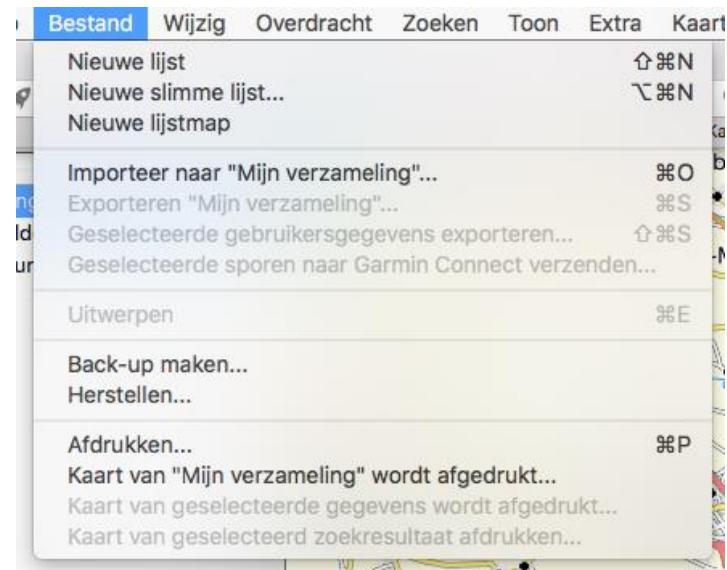 Bestand Wijzig Overdracht Zoeken Toon Extra Kaart
Nieuwe lijst ⇧⌘N
Nieuwe slimme lijst... ⌥⌘N
Nieuwe lijstmap
Importeer naar "Mijn verzameling"... ⌘O
Exporteren "Mijn verzameling"... ⌘S
Geselecteerde gebruikersgegevens exporteren... ⇧⌘S
Geselecteerde sporen naar Garmin Connect verzenden...
Uitwerpen ⌘E
Back-up maken...
Herstellen...
Afdrukken... ⌘P
Kaart van "Mijn verzameling" wordt afgedrukt...
Kaart van geselecteerde gegevens wordt afgedrukt...
Kaart van geselecteerd zoekresultaat afdrukken...